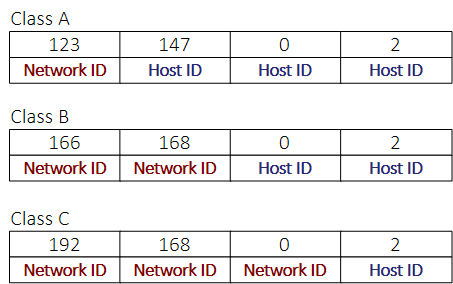 Class A
123 147 0 2
Network ID Host ID Host ID Host ID
Class B
166 168 0 2
Network ID Network ID Host ID Host ID
Class C
192 168 0 2
Network ID Network ID Network ID Host ID